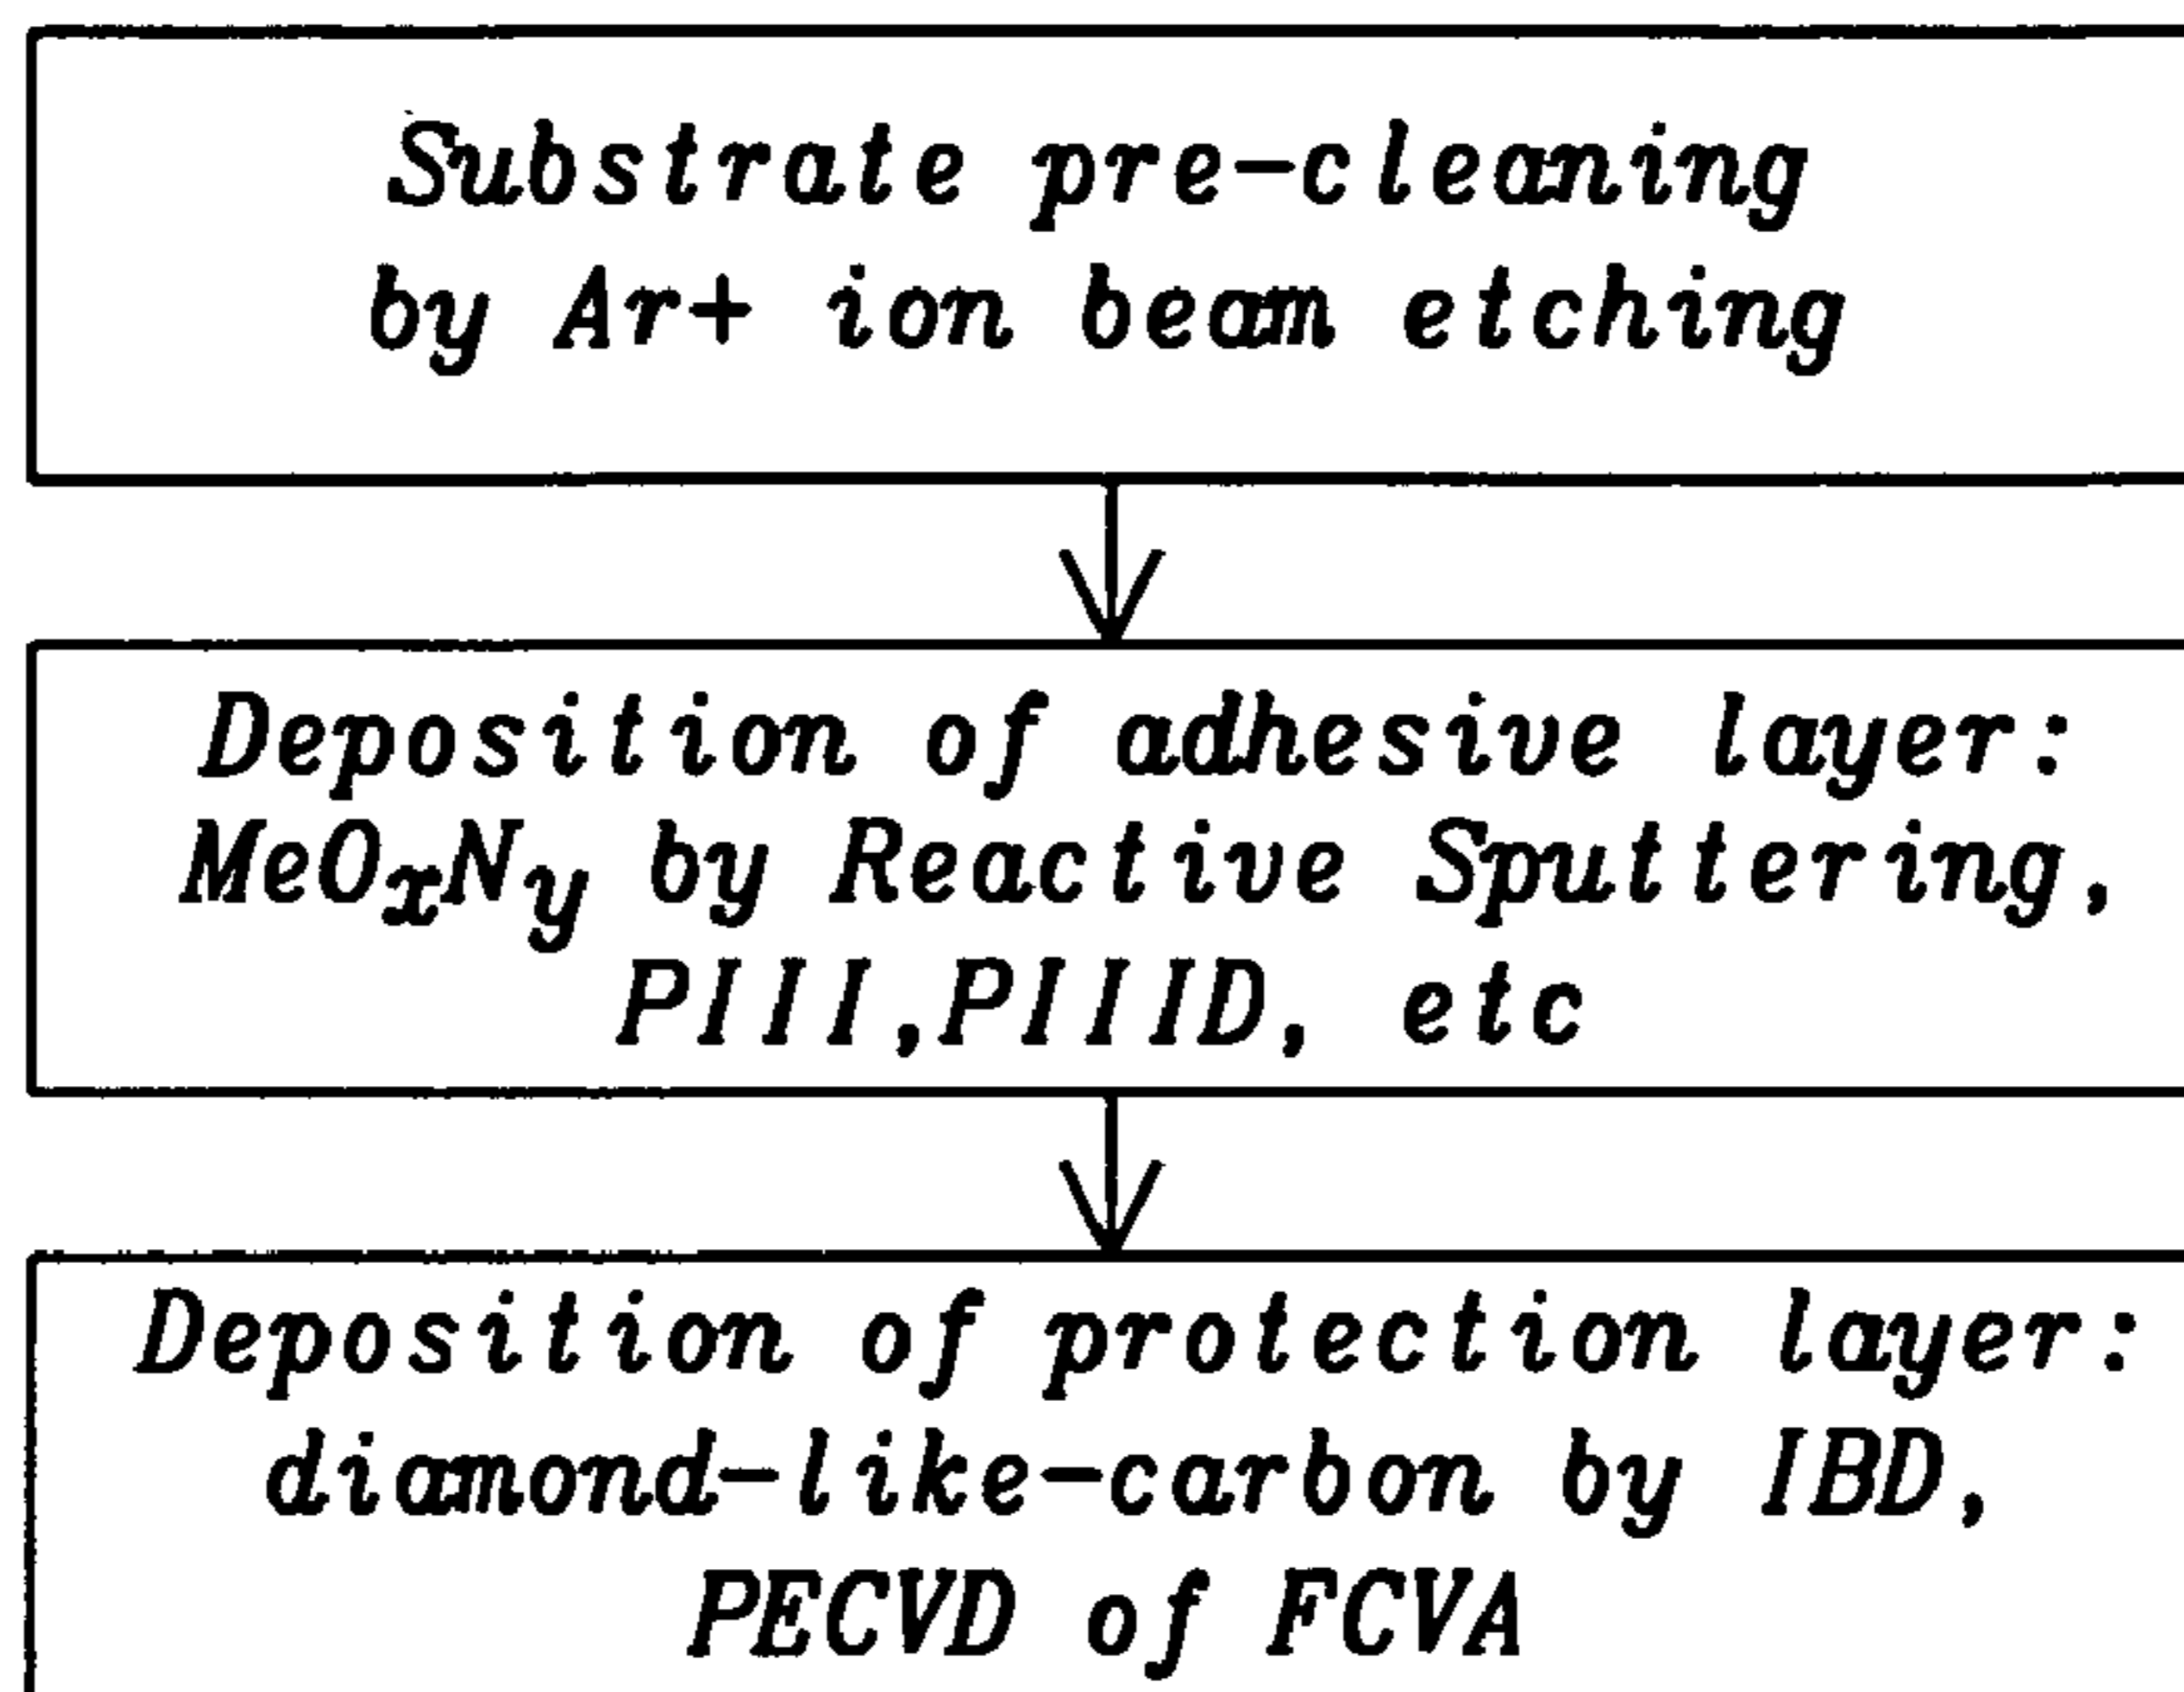 Substrate pre-cleaning
by Ar+ ion beam etching
Deposition of adhesive layer:
MeOxNy by Reactive Sputtering,
PIII,PIIID, etc
Deposition of protection layer:
diamond-like-carbon by IBD,
PECVD of FCVA